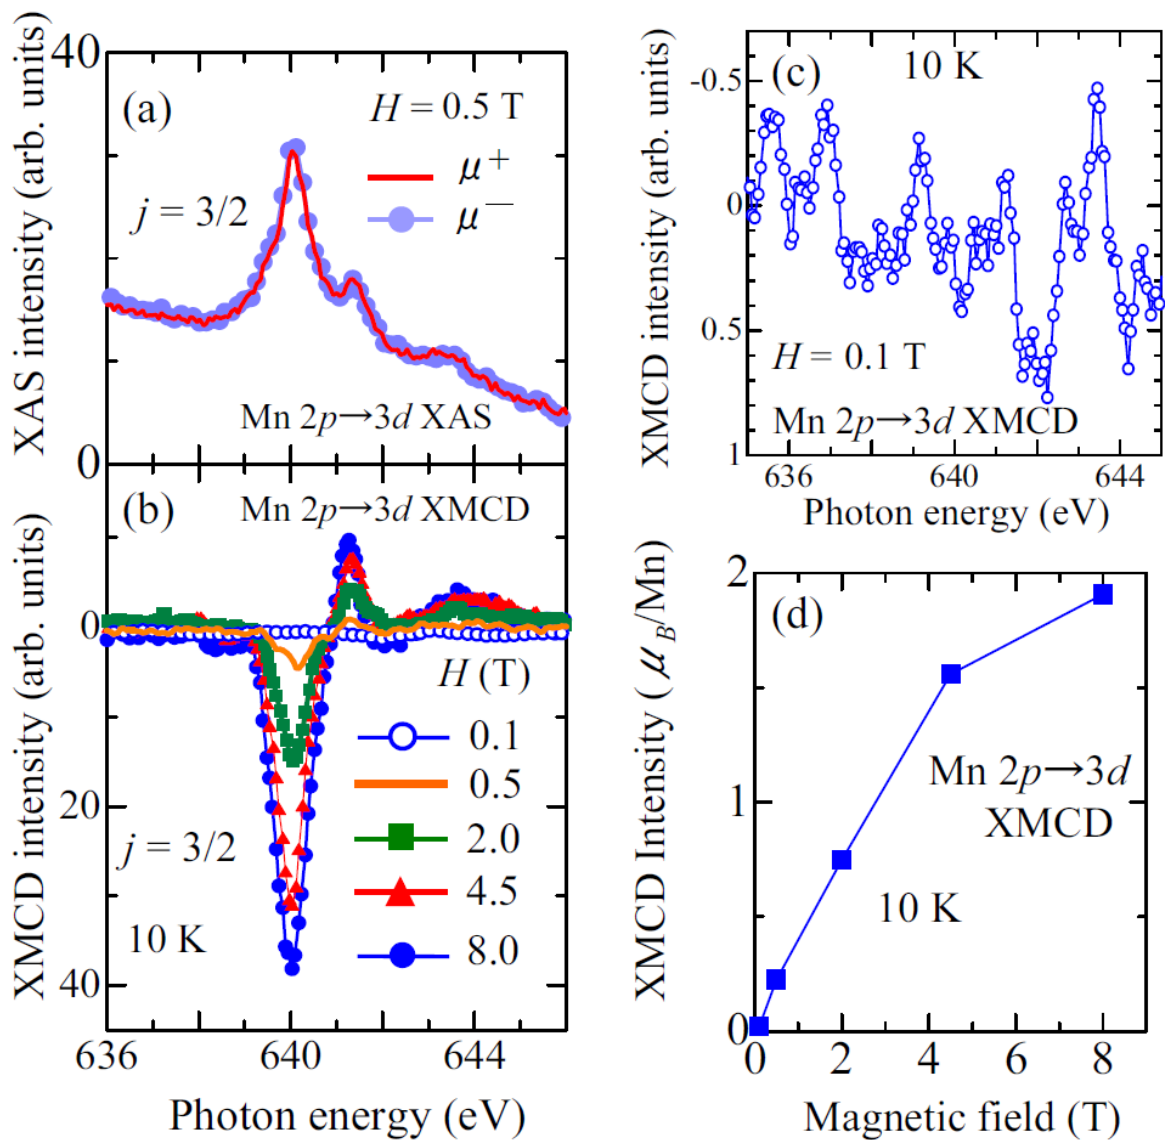 40
(a)
H = 0.5 T
μ+
μ−
j = 3/2
Mn 2p→3d XAS
0
XAS intensity (arb. units)
(b)
Mn 2p→3d XMCD
0
20
40
H (T)
0.1
0.5
2.0
4.5
8.0
j = 3/2
10 K
636
640
644
XMCD intensity (arb. units)
Photon energy (eV)
(c)
10 K
-0.5
0
0.5
1
H = 0.1 T
Mn 2p→3d XMCD
636
640
644
XMCD intensity (arb. units)
Photon energy (eV)
(d)
2
1
0
Mn 2p→3d
XMCD
10 K
0
2
4
6
8
XMCD Intensity (μB/Mn)
Magnetic field (T)